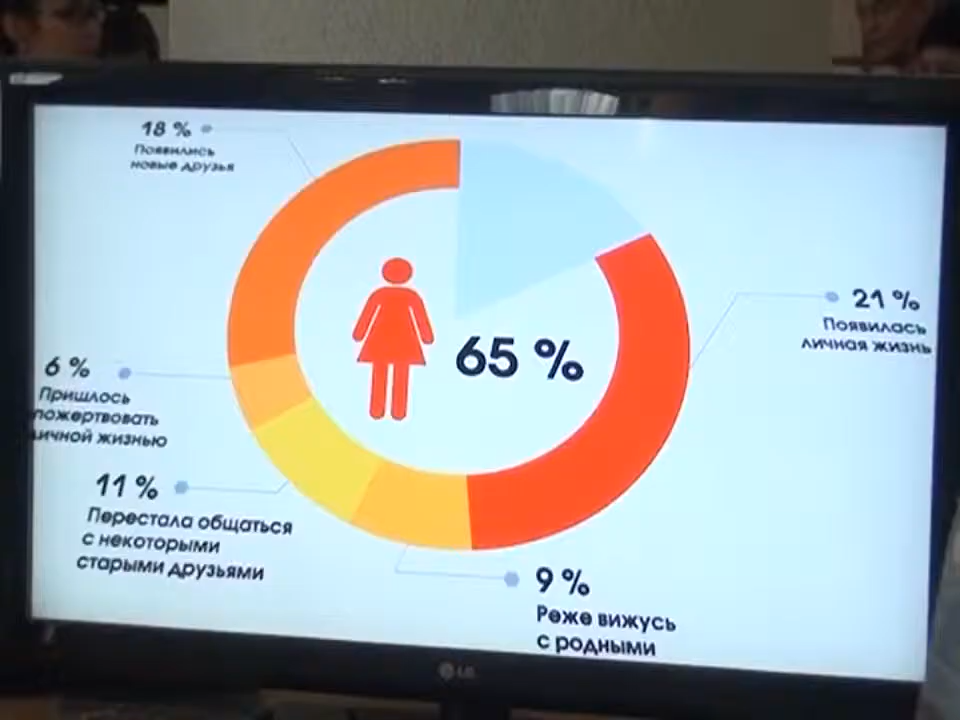 18 %
Появились
новые друзья
65 %
21 %
Появилась
личная жизнь
6 %
Пришлось
пожертвовать
личной жизнью
11 %
Перестала общаться
с некоторыми
старыми друзьями
9 %
Реже вижусь
с родными
LG